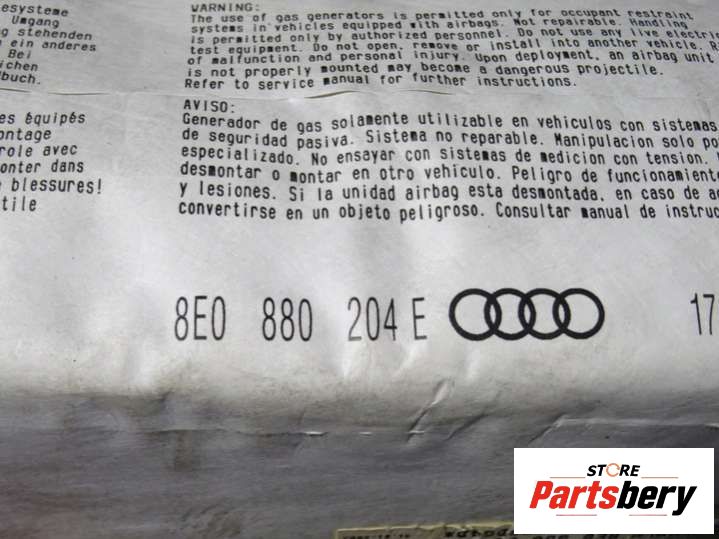 esysteme
Umgang
g stehenden
n ein anderes
Bei
ichen
dbuch.
es équipés
montage
role avec
onter dans
e blessures!
tile
WARNING:
The use of gas generators is permitted only for occupant restraint
systems in vehicles equipped with airbags. Not repairable. Handling
is permitted only by authorized personnel. Do not use any live electric
test equipment. Do not open, remove or install into another vehicle. R
of malfunction and personal injury. Upon deployment, an airbag unit
is not properly mounted may become a dangerous projectile.
Refer to service manual for further instructions.
AVISO:
Generador de gas solamente utilizable en vehiculos con sistemas
de seguridad pasiva. Sistema no reparable. Manipulacion solo po
especializado. No ensayar con sistemas de medicion con tension.
desmontar o montar en otro vehiculo. Peligro de funcionamiente
y lesiones. Si la unidad airbag esta desmontada, en caso de ac
convertirse en un objeto peligroso. Consultar manual de instruc
8E0 880 204 E 17
STORE
Partsbery